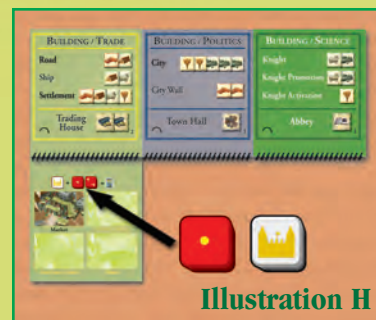 BUILDING / TRADE
Road
Ship
Settlement
Trading
House
BUILDING / POLITICS
City
City Wall
Town Hall
BUILDING / SCIENCE
Knight
Knight Promotion
Knight Activation
Abbey
Market
Illustration H